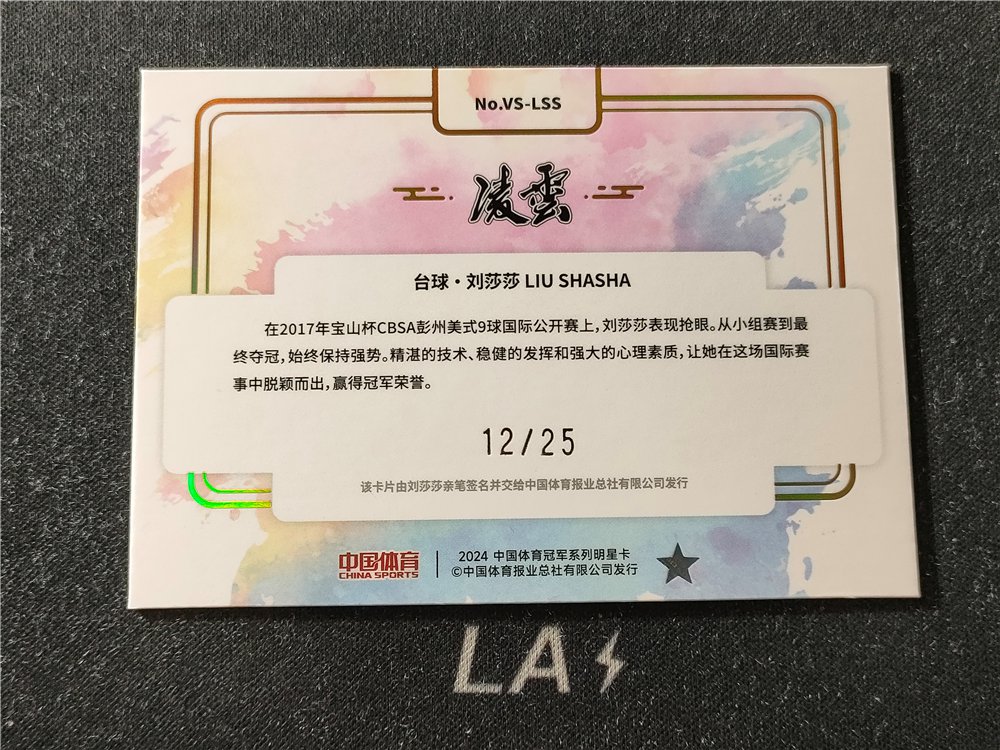 No.VS-LSS
凌雲
台球・刘莎莎 LIU SHASHA
在2017年宝山杯CBSA彭州美式9球国际公开赛上,刘莎莎表现抢眼。从小组赛到最
终夺冠,始终保持强势。精湛的技术、稳健的发挥和强大的心理素质,让她在这场国际赛
事中脱颖而出,赢得冠军荣誉。
12/25
该卡片由刘莎莎亲笔签名并交给中国体育报业总社有限公司发行
中国体育
CHINA SPORTS
2024 中国体育冠军系列明星卡
©中国体育报业总社有限公司发行
LA